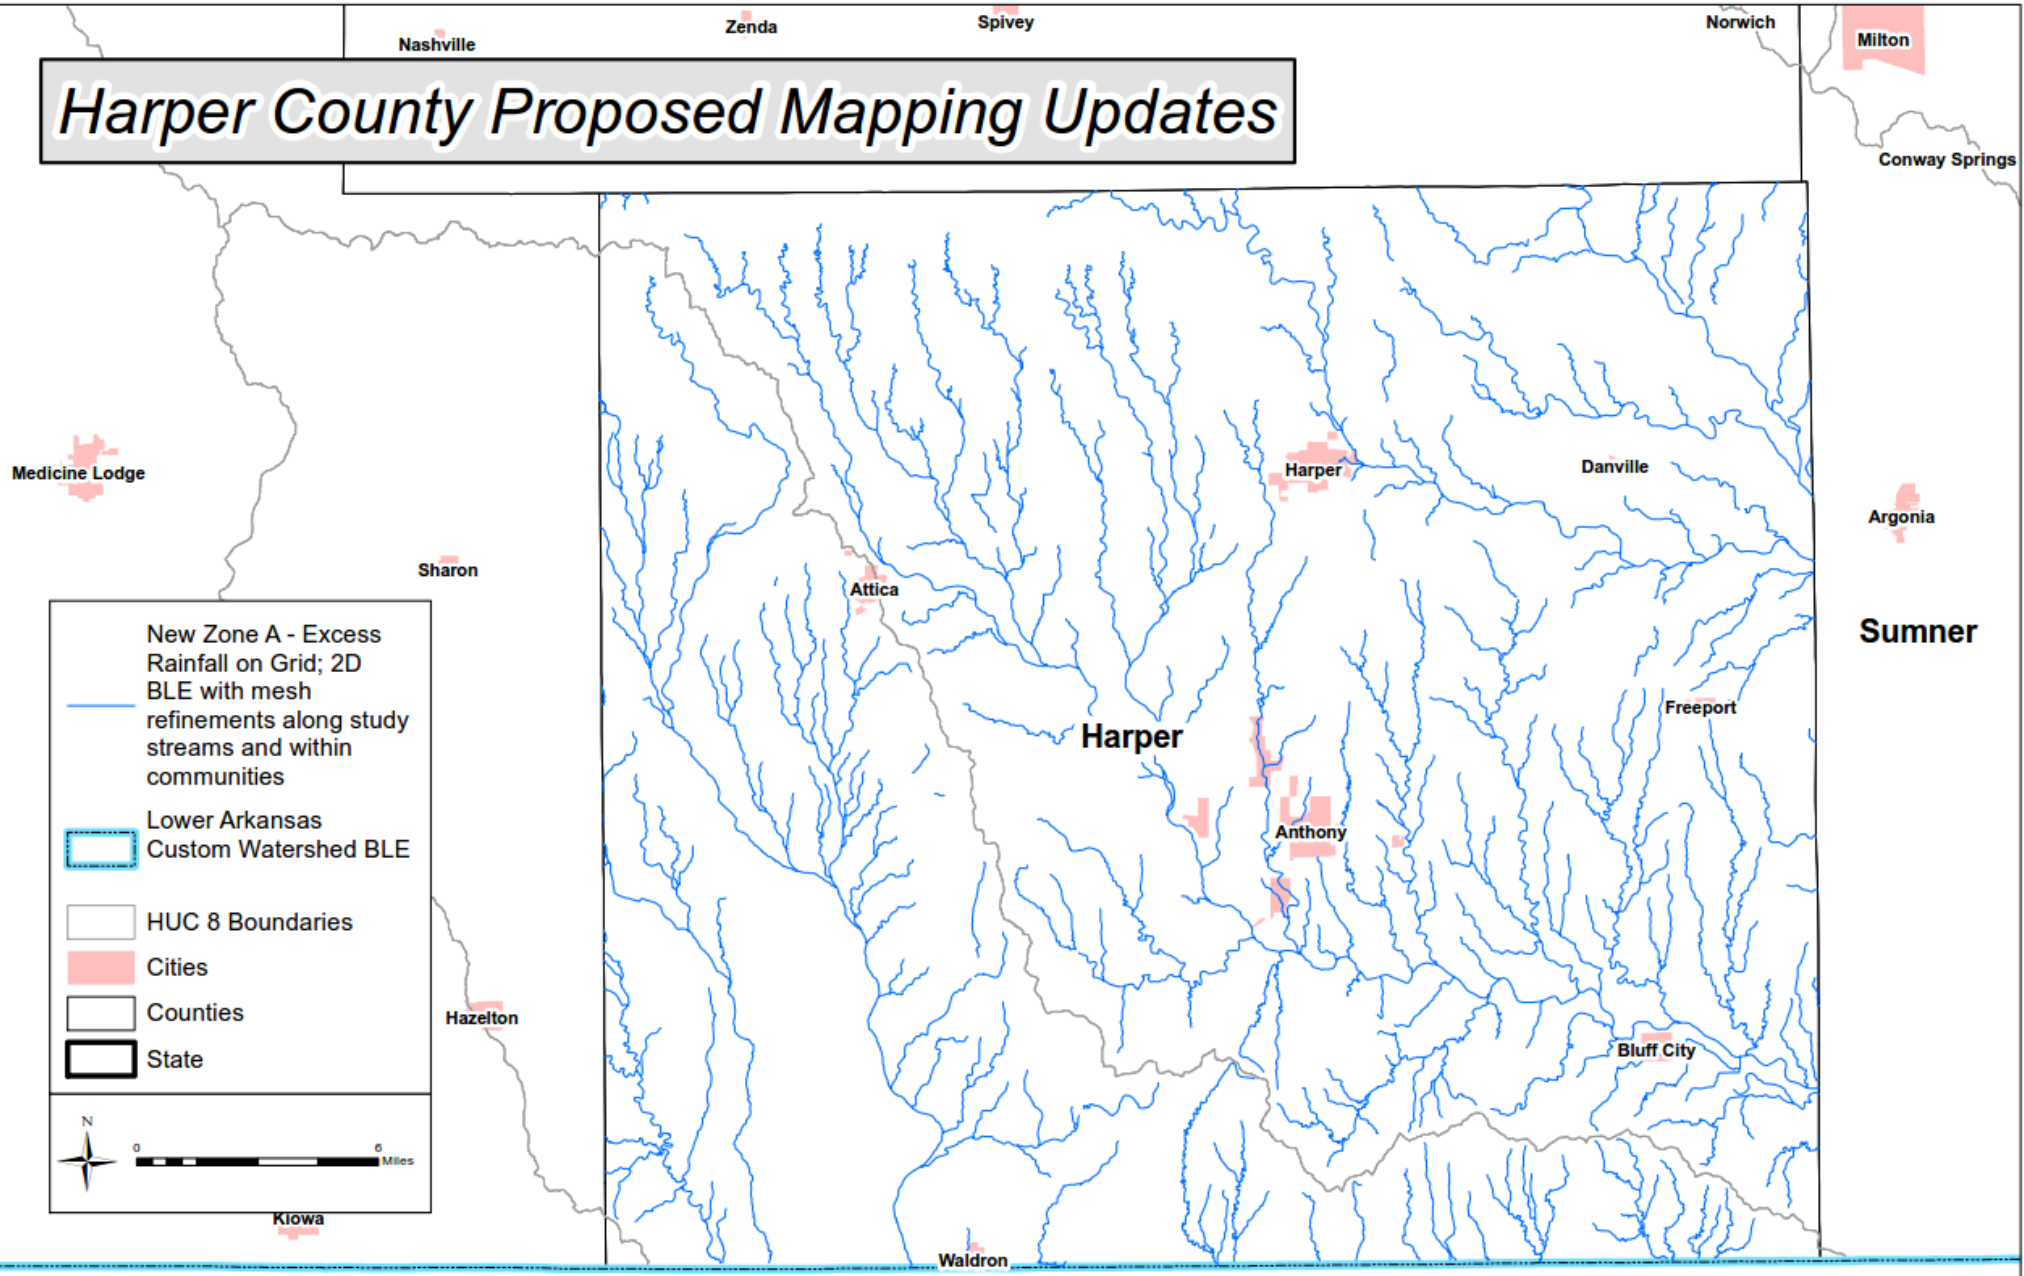 Nashville
Zenda
Spivey
Norwich
Milton
Harper County Proposed Mapping Updates
Conway Springs
Medicine Lodge
Harper
Danville
Argonia
Sharon
Attica
Sumner
Freeport
Harper
Anthony
Hazelton
Bluff City
Kiowa
Waldron
New Zone A - Excess
Rainfall on Grid; 2D
BLE with mesh
refinements along study
streams and within
communities
Lower Arkansas
Custom Watershed BLE
HUC 8 Boundaries
Cities
Counties
State
N
0 6
Miles